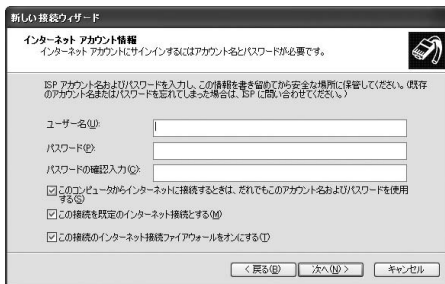 新しい接続ウィザード
インターネット アカウント情報
インターネット アカウントにサインインするにはアカウント名とパスワードが必要です。
ISP アカウント名およびパスワードを入力し、この情報を書き留めてから安全な場所に保管してください。(既存
のアカウント名またはパスワードを忘れてしまった場合は、ISP に問い合わせてください。)
ユーザー名(U):
パスワード(P):
パスワードの確認入力(C):
このコンピュータからインターネットに接続するときは、だれでもこのアカウント名およびパスワードを使用
する(S)
この接続を既定のインターネット接続とする(M)
この接続のインターネット接続ファイアウォールをオンにする(T)
< 戻る(B) 次へ(N) > キャンセル